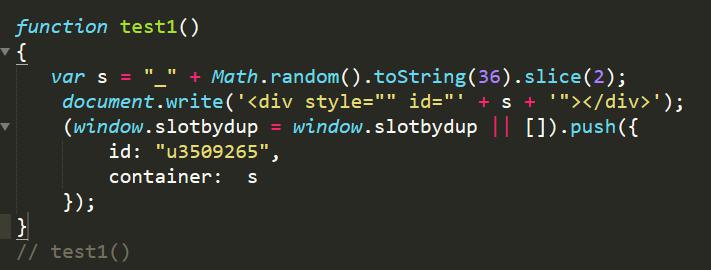 function test1()
{
var s = "_" + Math.random().toString(36).slice(2);
document.write('<div style="" id="' + s + '"></div>');
(window.slotbydup = window.slotbydup || []).push({
id: "u3509265",
container:  s
});
}
// test1()